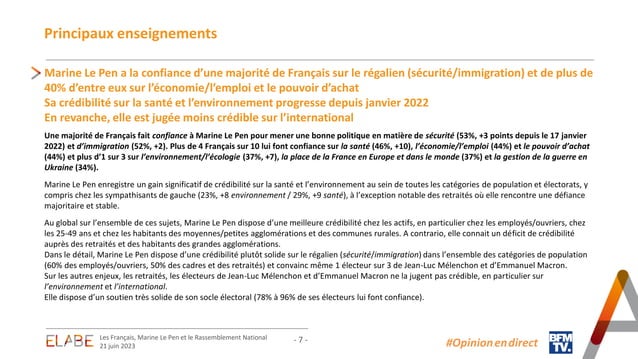 Principaux enseignements
Marine Le Pen a la confiance d’une majorité de Français sur le régalien (sécurité/immigration) et de plus de
40% d’entre eux sur l’économie/l’emploi et le pouvoir d’achat
Sa crédibilité sur la santé et l’environnement progresse depuis janvier 2022
En revanche, elle est jugée moins crédible sur l’international
Une majorité de Français fait confiance à Marine Le Pen pour mener une bonne politique en matière de sécurité (53%, +3 points depuis le 17 janvier
2022) et d’immigration (52%, +2). Plus de 4 Français sur 10 lui font confiance sur la santé (46%, +10), l’économie/l’emploi (44%) et le pouvoir d’achat
(44%) et plus d’1 sur 3 sur l’environnement/l’écologie (37%, +7), la place de la France en Europe et dans le monde (37%) et la gestion de la guerre en
Ukraine (34%).
Marine Le Pen enregistre un gain significatif de crédibilité sur la santé et l’environnement au sein de toutes les catégories de population et électorats, y
compris chez les sympathisants de gauche (23%, +8 environnement / 29%, +9 santé), à l’exception notable des retraités où elle rencontre une défiance
majoritaire et stable.
Au global sur l’ensemble de ces sujets, Marine Le Pen dispose d’une meilleure crédibilité chez les actifs, en particulier chez les employés/ouvriers, chez
les 25-49 ans et chez les habitants des moyennes/petites agglomérations et des communes rurales. A contrario, elle connait un déficit de crédibilité
auprès des retraités et des habitants des grandes agglomérations.
Dans le détail, Marine Le Pen dispose d’une crédibilité plutôt solide sur le régalien (sécurité/immigration) dans l’ensemble des catégories de population
(60% des employés/ouvriers, 50% des cadres et des retraités) et convainc même 1 électeur sur 3 de Jean-Luc Mélenchon et d’Emmanuel Macron.
Sur les autres enjeux, les retraités, les électeurs de Jean-Luc Mélenchon et d’Emmanuel Macron ne la jugent pas crédible, en particulier sur
l’environnement et l’international.
Elle dispose d’un soutien très solide de son socle électoral (78% à 96% de ses électeurs lui font confiance).
ELABE
Les Français, Marine Le Pen et le Rassemblement National
21 juin 2023
- 7 -
#Opinionendirect
BFM
TV.